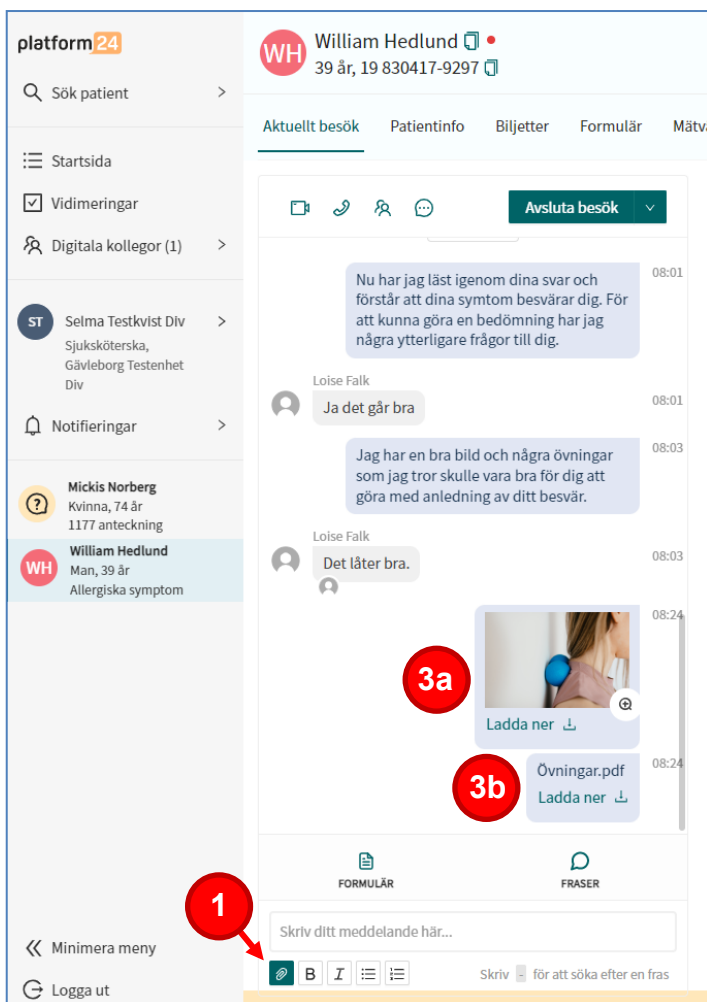 platform24
Sök patient
Startsida
Vidimeringar
Digitala kollegor (1)
ST
Selma Testkvist Div
Sjuksköterska,
Gävleborg Testenhet
Div
Notifieringar
Mickis Norberg
Kvinna, 74 år
1177 anteckning
WH
William Hedlund
Man, 39 år
Allergiska symptom
Minimera meny
Logga ut
WH
William Hedlund
39 år, 19 830417-9297
Aktuellt besök Patientinfo Biljetter Formulär Mätva
Avsluta besök
Nu har jag läst igenom dina svar och 08:01
förstår att dina symtom besvärar dig. För
att kunna göra en bedömning har jag
några ytterligare frågor till dig.
Loise Falk
Ja det går bra 08:01
Jag har en bra bild och några övningar 08:03
som jag tror skulle vara bra för dig att
göra med anledning av ditt besvär.
Loise Falk
Det låter bra. 08:03
08:24
3a
Ladda ner
Övningar.pdf 08:24
3b
Ladda ner
FORMULÄR FRASER
1
Skriv ditt meddelande här...
B I Skriv - för att söka efter en fras